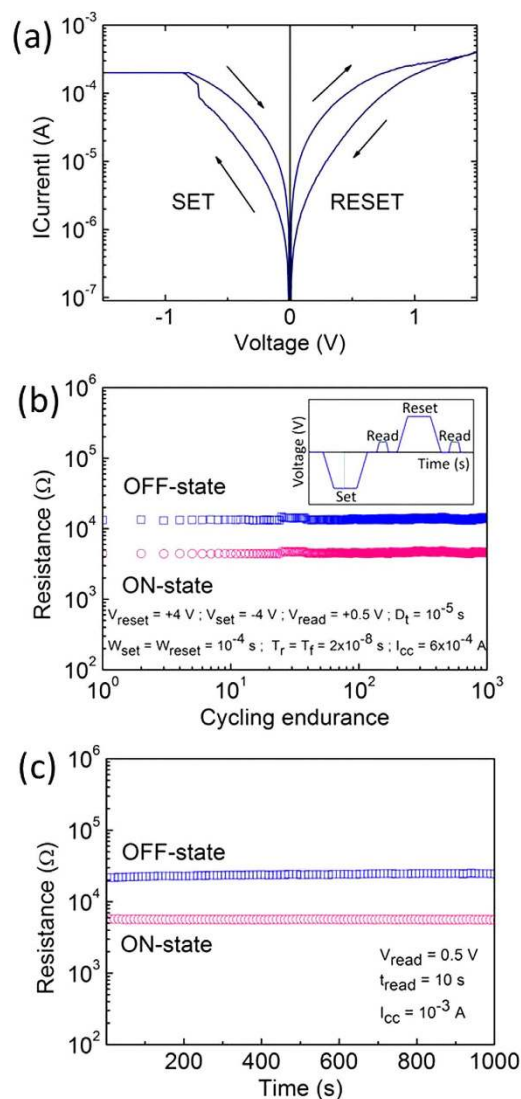 (a)
10⁻³
10⁻⁴
10⁻⁵
10⁻⁶
10⁻⁷
ICurrentI (A)
SET
RESET
-1
0
1
Voltage (V)
(b)
10⁶
10⁵
10⁴
10³
10²
Resistance (Ω)
Voltage (V)
Reset
Read
Read
Time (s)
Set
OFF-state
ON-state
V_reset = +4 V ; V_set = -4 V ; V_read = +0.5 V ; D_t = 10⁻⁵ s
W_set = W_reset = 10⁻⁴ s ; T_r = T_f = 2x10⁻⁸ s ; I_cc = 6x10⁻⁴ A
10⁰
10¹
10²
10³
Cycling endurance
(c)
10⁶
10⁵
10⁴
10³
10²
Resistance (Ω)
OFF-state
ON-state
V_read = 0.5 V
t_read = 10 s
I_cc = 10⁻³ A
200
400
600
800
1000
Time (s)